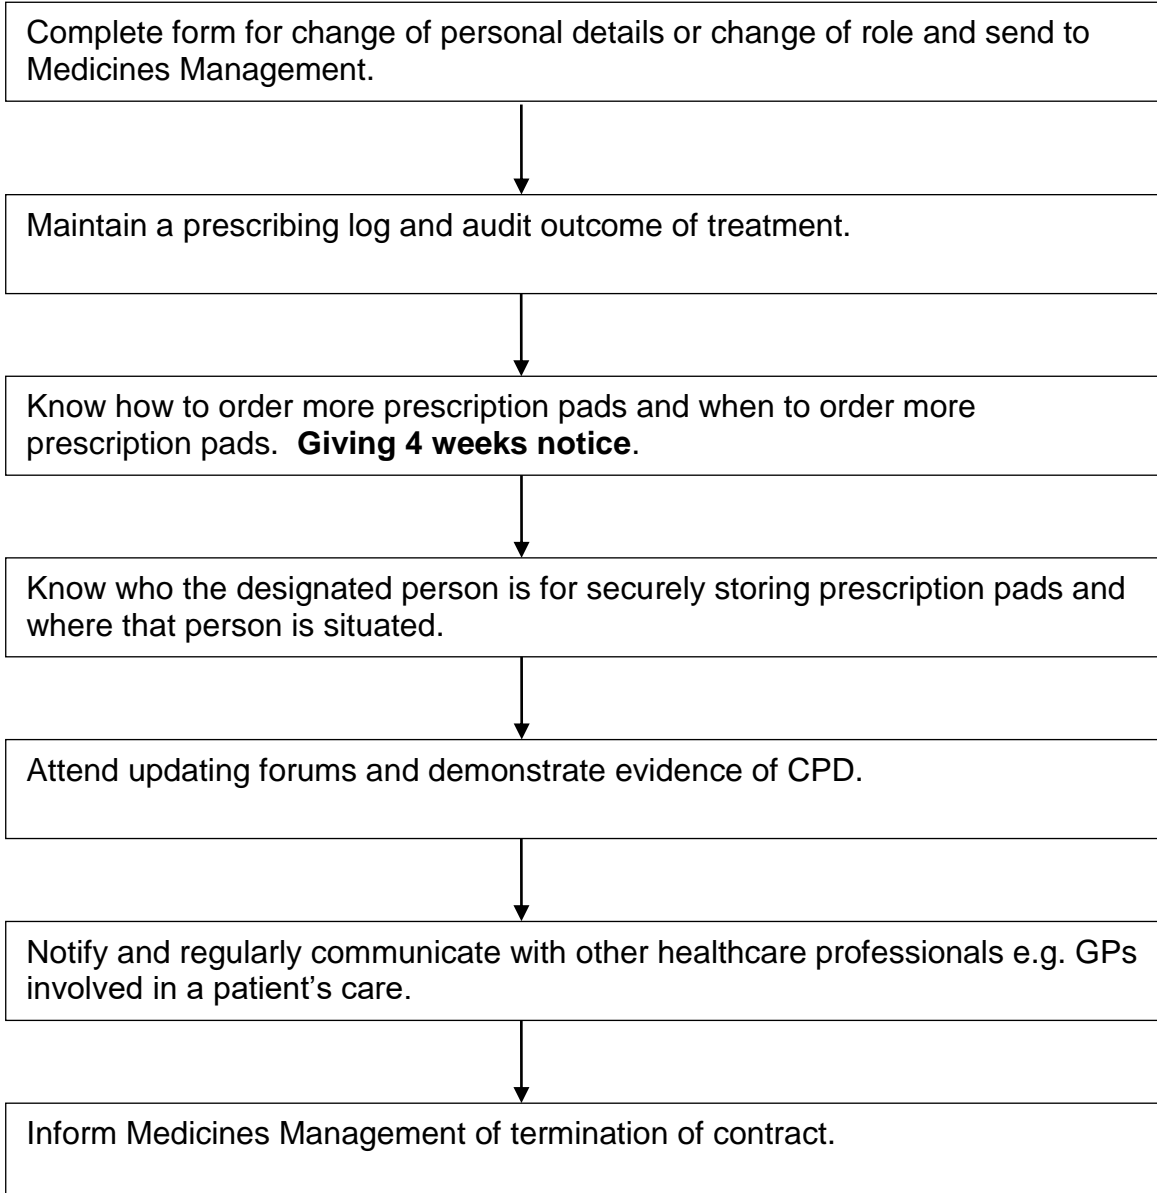 Complete form for change of personal details or change of role and send to
Medicines Management.
Maintain a prescribing log and audit outcome of treatment.
Know how to order more prescription pads and when to order more
prescription pads.  Giving 4 weeks notice.
Know who the designated person is for securely storing prescription pads and
where that person is situated.
Attend updating forums and demonstrate evidence of CPD.
Notify and regularly communicate with other healthcare professionals e.g. GPs
involved in a patient’s care.
Inform Medicines Management of termination of contract.